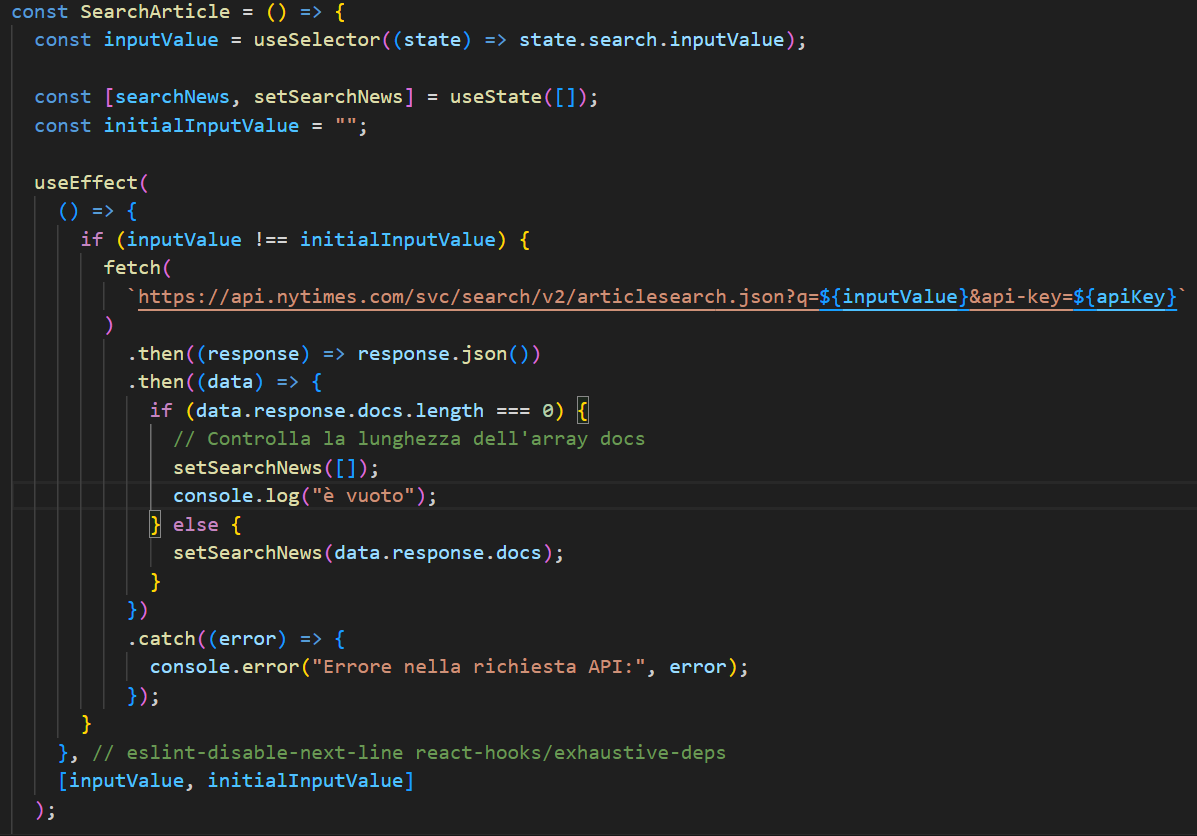 const SearchArticle = () => {
  const inputValue = useSelector((state) => state.search.inputValue);

  const [searchNews, setSearchNews] = useState([]);
  const initialInputValue = "";

  useEffect(
    () => {
      if (inputValue !== initialInputValue) {
        fetch(
          `https://api.nytimes.com/svc/search/v2/articlesearch.json?q=${inputValue}&api-key=${apiKey}`
        )
          .then((response) => response.json())
          .then((data) => {
            if (data.response.docs.length === 0) {
              // Controlla la lunghezza dell'array docs
              setSearchNews([]);
              console.log("è vuoto");
            } else {
              setSearchNews(data.response.docs);
            }
          })
          .catch((error) => {
            console.error("Errore nella richiesta API:", error);
          });
      }
    }, // eslint-disable-next-line react-hooks/exhaustive-deps
    [inputValue, initialInputValue]
  );